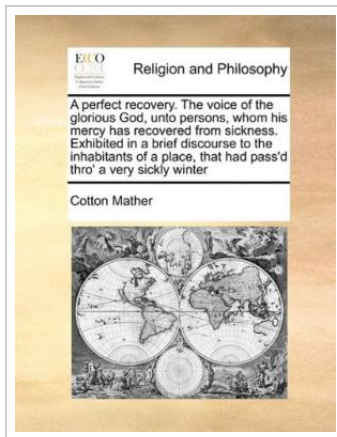 ECCO
Religion and Philosophy
A perfect recovery. The voice of the
glorious God, unto persons, whom his
mercy has recovered from sickness.
Exhibited in a brief discourse to the
inhabitants of a place, that had pass'd
thro' a very sickly winter
Cotton Mather